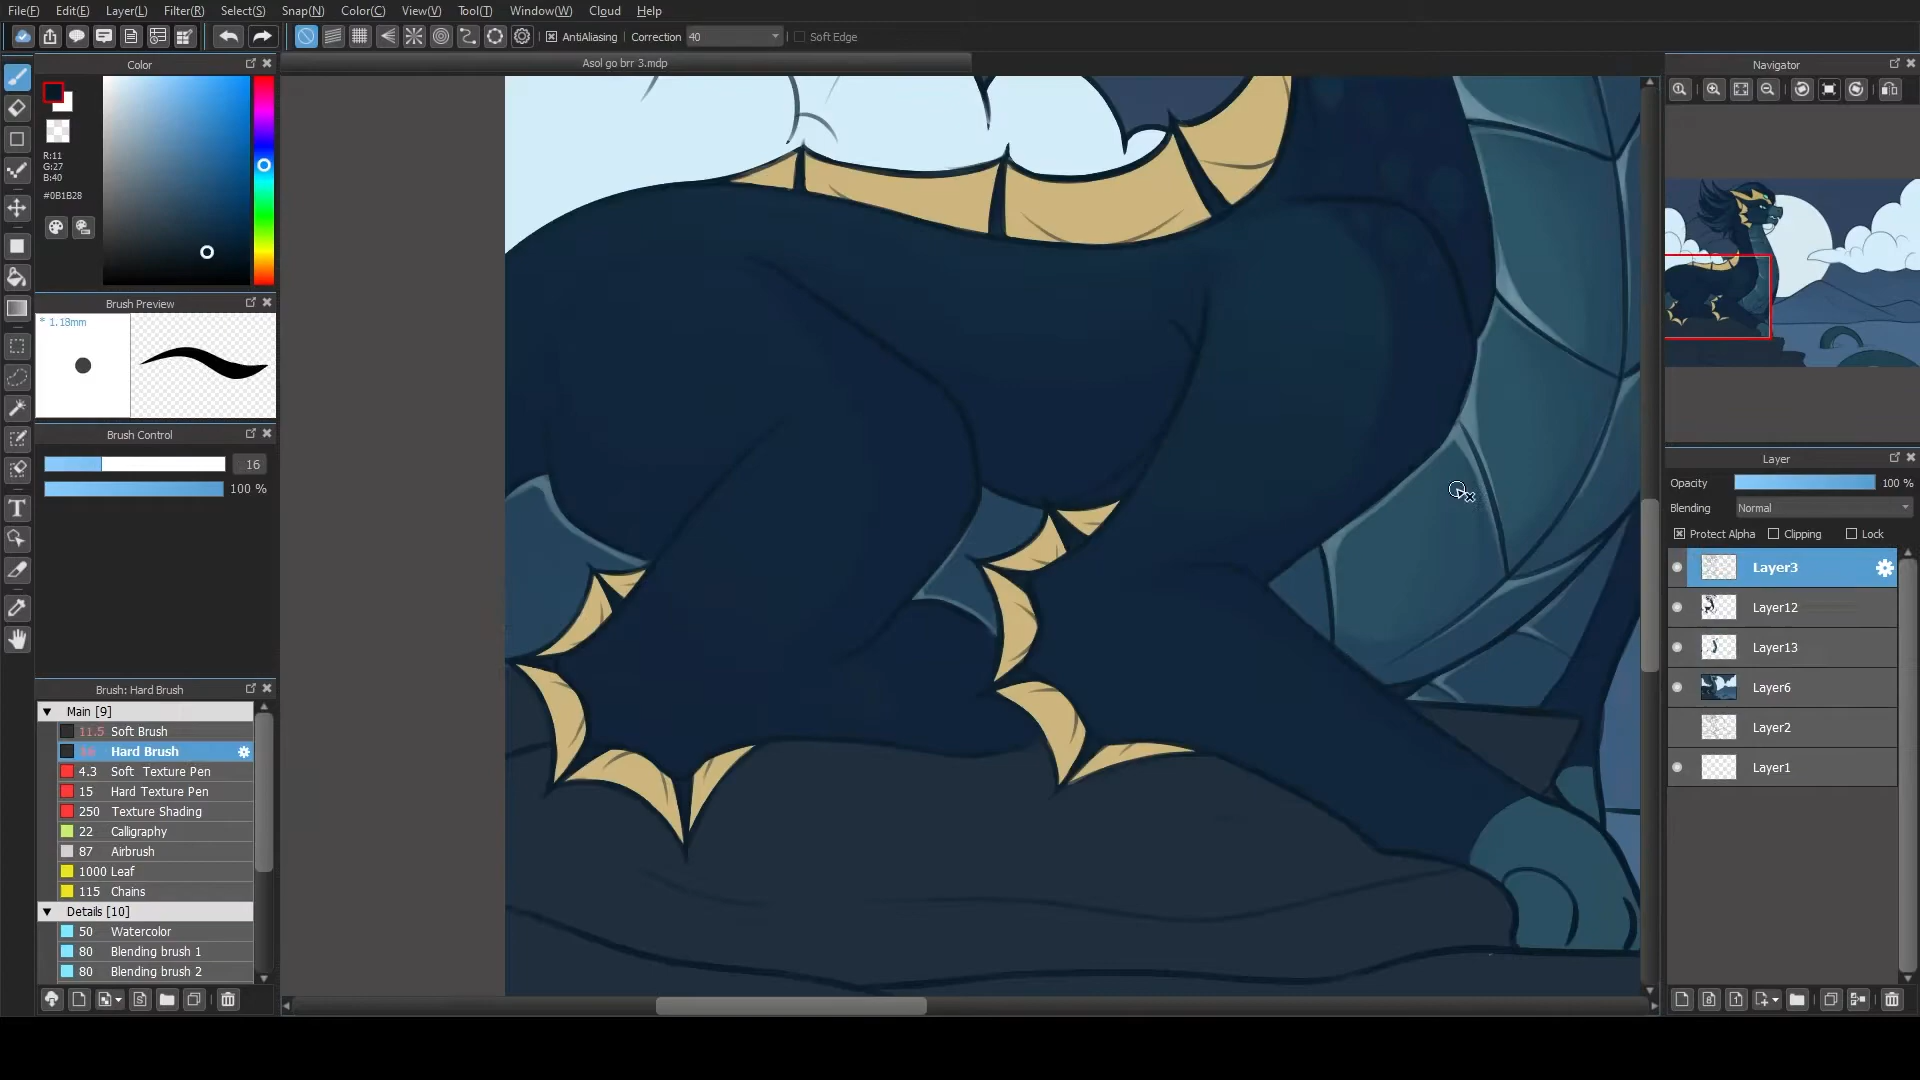 File(F) Edit(E) Layer(L) Filter(R) Select(S) Snap(N) Color(C) View(V) Tool(T) Window(W) Cloud Help
AntiAliasing Correction 40 Soft Edge
Color
Asol go brr 3.mdp
Navigator
R:11
G:27
B:40
#0B1B28
Brush Preview
* 1.18mm
Brush Control
16
100 %
Layer
Opacity 100 %
Blending Normal
Protect Alpha Clipping Lock
Layer3
Layer12
Layer13
Layer6
Layer2
Layer1
Brush: Hard Brush
Main [9]
11.5 Soft Brush
16 Hard Brush
4.3 Soft Texture Pen
15 Hard Texture Pen
250 Texture Shading
22 Calligraphy
87 Airbrush
1000 Leaf
115 Chains
Details [10]
50 Watercolor
80 Blending brush 1
80 Blending brush 2